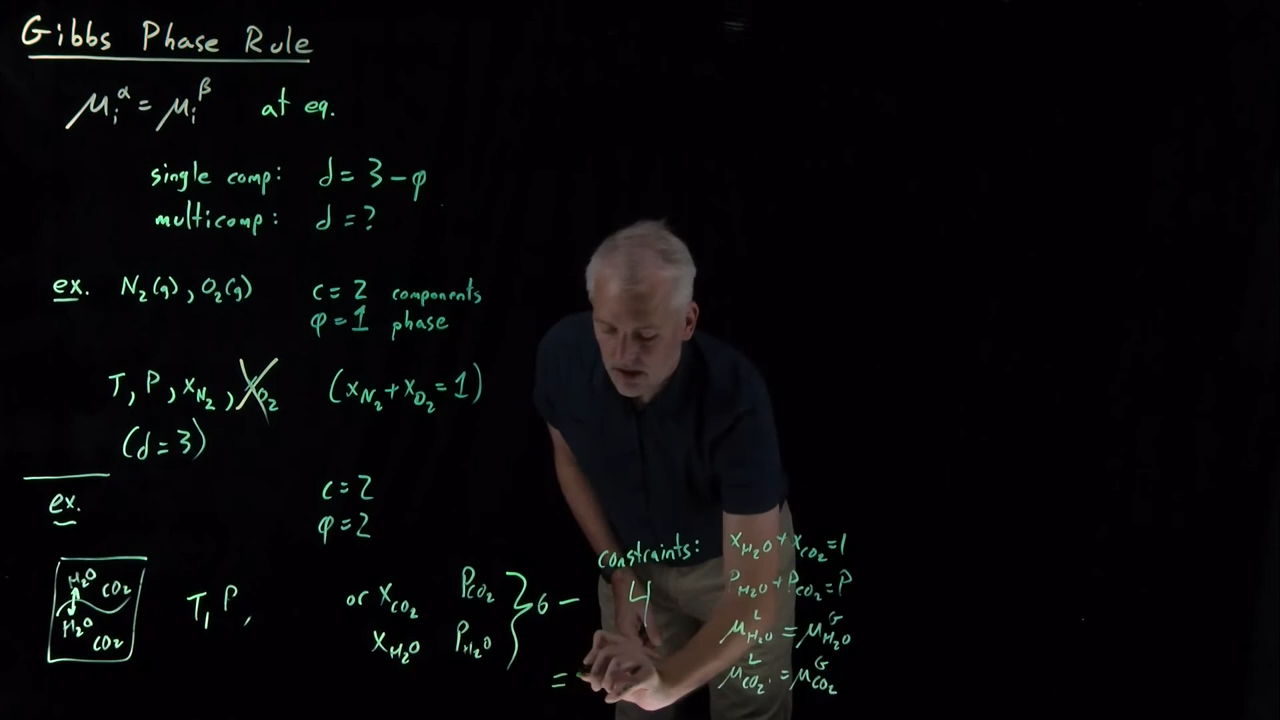 Gibbs Phase Rule
μᵢ^α = μᵢ^β at eq.
single comp: d = 3 − φ
multicomp: d = ?
ex. N₂(g), O₂(g) c = 2 components
φ = 1 phase
T, P, x_N₂, x_O₂ (x_N₂ + x_O₂ = 1)
(d = 3)
ex.
c = 2
φ = 2
H₂O CO₂
H₂O CO₂
T, P,
or x_CO₂ P_CO₂
x_H₂O P_H₂O
} 6 − 4
=
constraints: x_H₂O + x_CO₂ = 1
P_H₂O + P_CO₂ = P
μ^L_H₂O = μ^G_H₂O
μ^L_CO₂ = μ^G_CO₂